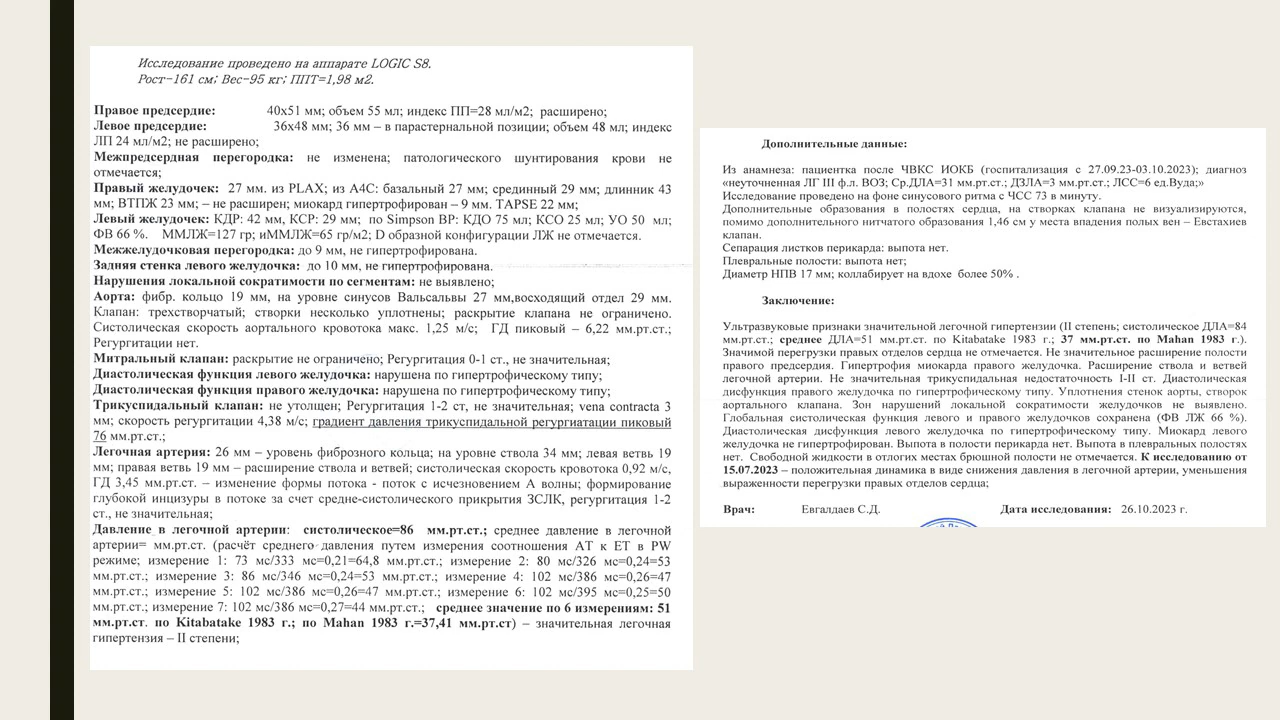 Исследование проведено на аппарате LOGIC S8.
Рост-161 см; Вес-95 кг; ППТ=1,98 м2.
Правое предсердие: 40х51 мм; объем 55 мл; индекс ПП=28 мл/м2; расширено;
Левое предсердие: 36х48 мм; 36 мм – в парастернальной позиции; объем 48 мл; индекс
ЛП 24 мл/м2; не расширено;
Межпредсердная перегородка: не изменена; патологического шунтирования крови не
отмечается;
Правый желудочек: 27 мм. из PLAX; из А4С: базальный 27 мм; срединный 29 мм; длинник 43
мм; ВТПЖ 23 мм; – не расширен; миокард гипертрофирован – 9 мм. TAPSE 22 мм;
Левый желудочек: КДР: 42 мм, КСР: 29 мм; по Simpson BP: КДО 75 мл; КСО 25 мл; УО 50 мл;
ФВ 66 %. ММЛЖ=127 гр; иММЛЖ=65 гр/м2; D образной конфигурации ЛЖ не отмечается.
Межжелудочковая перегородка: до 9 мм, не гипертрофирована.
Задняя стенка левого желудочка: до 10 мм, не гипертрофирована.
Нарушения локальной сократимости по сегментам: не выявлено;
Аорта: фибр. кольцо 19 мм, на уровне синусов Вальсальвы 27 мм,восходящий отдел 29 мм.
Клапан: трехстворчатый; створки несколько уплотнены; раскрытие клапана не ограничено.
Систолическая скорость аортального кровотока макс. 1,25 м/с; ГД пиковый – 6,22 мм.рт.ст.;
Регургитации нет.
Митральный клапан: раскрытие не ограничено; Регургитация 0-1 ст., не значительная;
Диастолическая функция левого желудочка: нарушена по гипертрофическому типу;
Диастолическая функция правого желудочка: нарушена по гипертрофическому типу;
Трикуспидальный клапан: не утолщен; Регургитация 1-2 ст, не значительная; vena contracta 3
мм; скорость регургитации 4,38 м/с; градиент давления трикуспидальной регургиатации пиковый
76 мм.рт.ст.;
Легочная артерия: 26 мм – уровень фиброзного кольца; на уровне ствола 34 мм; левая ветвь 19
мм; правая ветвь 19 мм – расширение ствола и ветвей; систолическая скорость кровотока 0,92 м/с,
ГД 3,45 мм.рт.ст. – изменение формы потока - поток с исчезновением А волны; формирование
глубокой инцизуры в потоке за счет средне-систолического прикрытия ЗСЛК, регургитация 1-2
ст., не значительная;
Давление в легочной артерии: систолическое=86 мм.рт.ст.; среднее давление в легочной
артерии= мм.рт.ст. (расчёт среднего давления путем измерения соотношения AT к ET в PW
режиме; измерение 1: 73 мс/333 мс=0,21=64,8 мм.рт.ст.; измерение 2: 80 мс/326 мс=0,24=53
мм.рт.ст.; измерение 3: 86 мс/346 мс=0,24=53 мм.рт.ст.; измерение 4: 102 мс/386 мс=0,26=47
мм.рт.ст.; измерение 5: 102 мс/386 мс=0,26=47 мм.рт.ст.; измерение 6: 102 мс/395 мс=0,25=50
мм.рт.ст.; измерение 7: 102 мс/386 мс=0,27=44 мм.рт.ст.; среднее значение по 6 измерениям: 51
мм.рт.ст. по Kitabatake 1983 г.; по Mahan 1983 г.=37,41 мм.рт.ст) – значительная легочная
гипертензия – II степени;
Дополнительные данные:
Из анамнеза: пациентка после ЧВКС ИОКБ (госпитализация с 27.09.23-03.10.2023); диагноз
«неуточненная ЛГ III ф.л. ВОЗ; Ср.ДЛА=31 мм.рт.ст.; ДЗЛА=3 мм.рт.ст.; ЛСС=6 ед.Вуда;»
Исследование проведено на фоне синусового ритма с ЧСС 73 в минуту.
Дополнительные образования в полостях сердца, на створках клапана не визуализируются,
помимо дополнительного нитчатого образования 1,46 см у места впадения полых вен – Евстахиев
клапан.
Сепарация листков перикарда: выпота нет.
Плевральные полости: выпота нет;
Диаметр НПВ 17 мм; коллабирует на вдохе более 50% .
Заключение:
Ультразвуковые признаки значительной легочной гипертензии (II степень; систолическое ДЛА=84
мм.рт.ст.; среднее ДЛА=51 мм.рт.ст. по Kitabatake 1983 г.; 37 мм.рт.ст. по Mahan 1983 г.).
Значимой перегрузки правых отделов сердца не отмечается. Не значительное расширение полости
правого предсердия. Гипертрофия миокарда правого желудочка. Расширение ствола и ветвей
легочной артерии. Не значительная трикуспидальная недостаточность I-II ст. Диастолическая
дисфункция правого желудочка по гипертрофическому типу. Уплотнения стенок аорты, створок
аортального клапана. Зон нарушений локальной сократимости желудочков не выявлено.
Глобальная систолическая функция левого и правого желудочков сохранена (ФВ ЛЖ 66 %).
Диастолическая дисфункция левого желудочка по гипертрофическому типу. Миокард левого
желудочка не гипертрофирован. Выпота в полости перикарда нет. Выпота в плевральных полостях
нет. Свободной жидкости в отлогих местах брюшной полости не отмечается. К исследованию от
15.07.2023 – положительная динамика в виде снижения давления в легочной артерии, уменьшения
выраженности перегрузки правых отделов сердца;
Врач: Евгалдаев С.Д. Дата исследования: 26.10.2023 г.